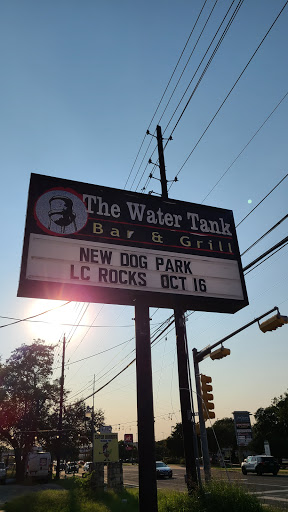 The Water Tank
Bar & Grill
NEW DOG PARK
LC ROCKS OCT 16